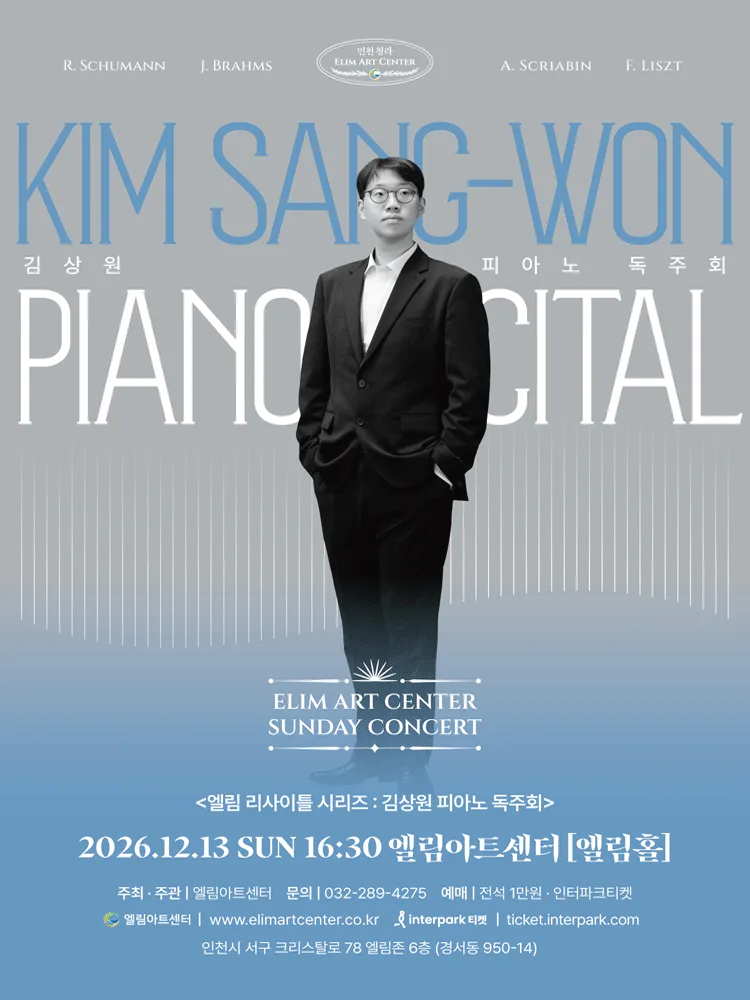 R. SCHUMANN J. BRAHMS 인천청라 ELIM ART CENTER A. SCRIABIN F. LISZT
KIM SANG-WON
김상원 피아노 독주회
PIANO CITAL
ELIM ART CENTER
SUNDAY CONCERT
<엘림 리사이틀 시리즈 : 김상원 피아노 독주회>
2026.12.13 SUN 16:30 엘림아트센터 [엘림홀]
주최 · 주관 | 엘림아트센터 문의 | 032-289-4275 예매 | 전석 1만원 · 인터파크티켓
엘림아트센터 | www.elimartcenter.co.kr interpark 티켓 | ticket.interpark.com
인천시 서구 크리스탈로 78 엘림존 6층 (경서동 950-14)